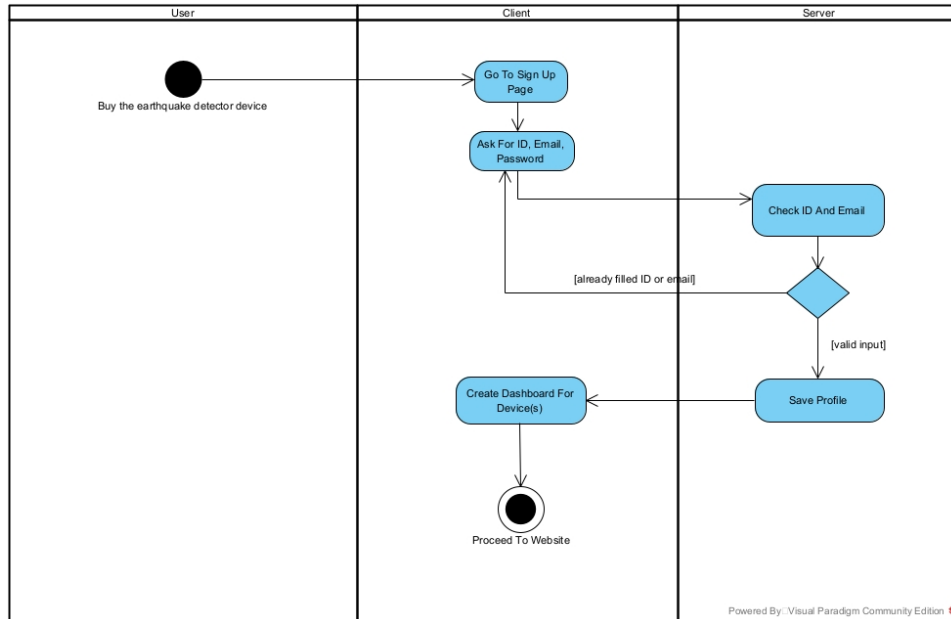 User
Client
Server
Go To Sign Up
Page
Buy the earthquake detector device
Ask For ID, Email,
Password
Check ID And Email
[already filled ID or email]
[valid input]
Create Dashboard For
Device(s)
Save Profile
Proceed To Website
Powered By Visual Paradigm Community Edition